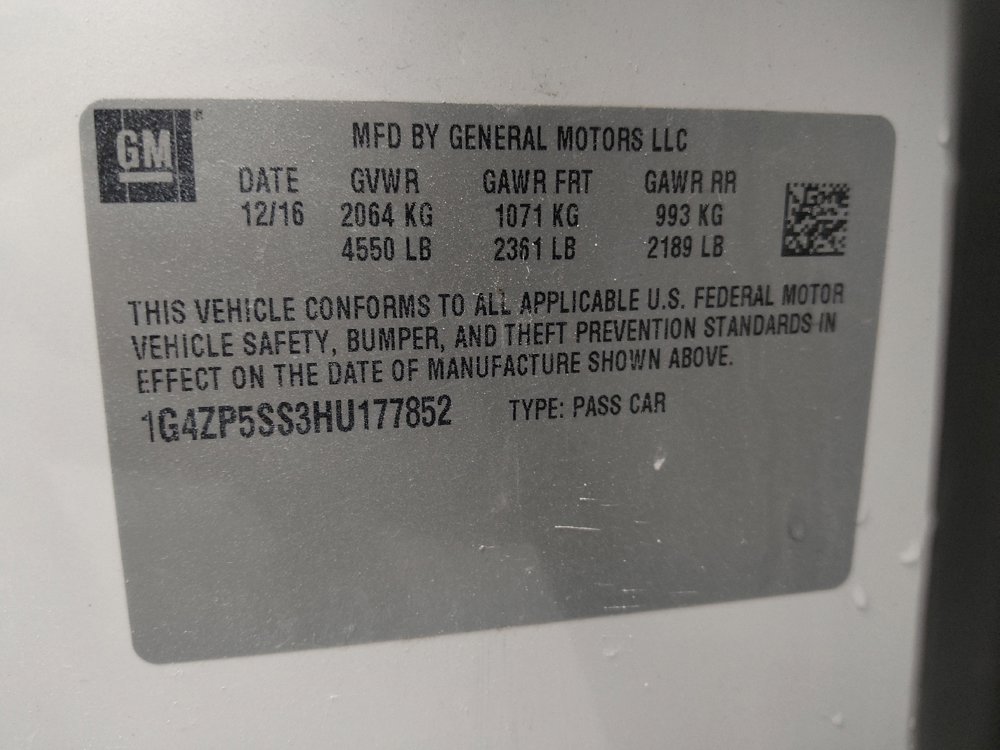 GM®
MFD BY GENERAL MOTORS LLC
DATE GVWR GAWR FRT GAWR RR
12/16 2064 KG 1071 KG 993 KG
4550 LB 2361 LB 2189 LB
THIS VEHICLE CONFORMS TO ALL APPLICABLE U.S. FEDERAL MOTOR
VEHICLE SAFETY, BUMPER, AND THEFT PREVENTION STANDARDS IN
EFFECT ON THE DATE OF MANUFACTURE SHOWN ABOVE.
1G4ZP5SS3HU177852 TYPE: PASS CAR